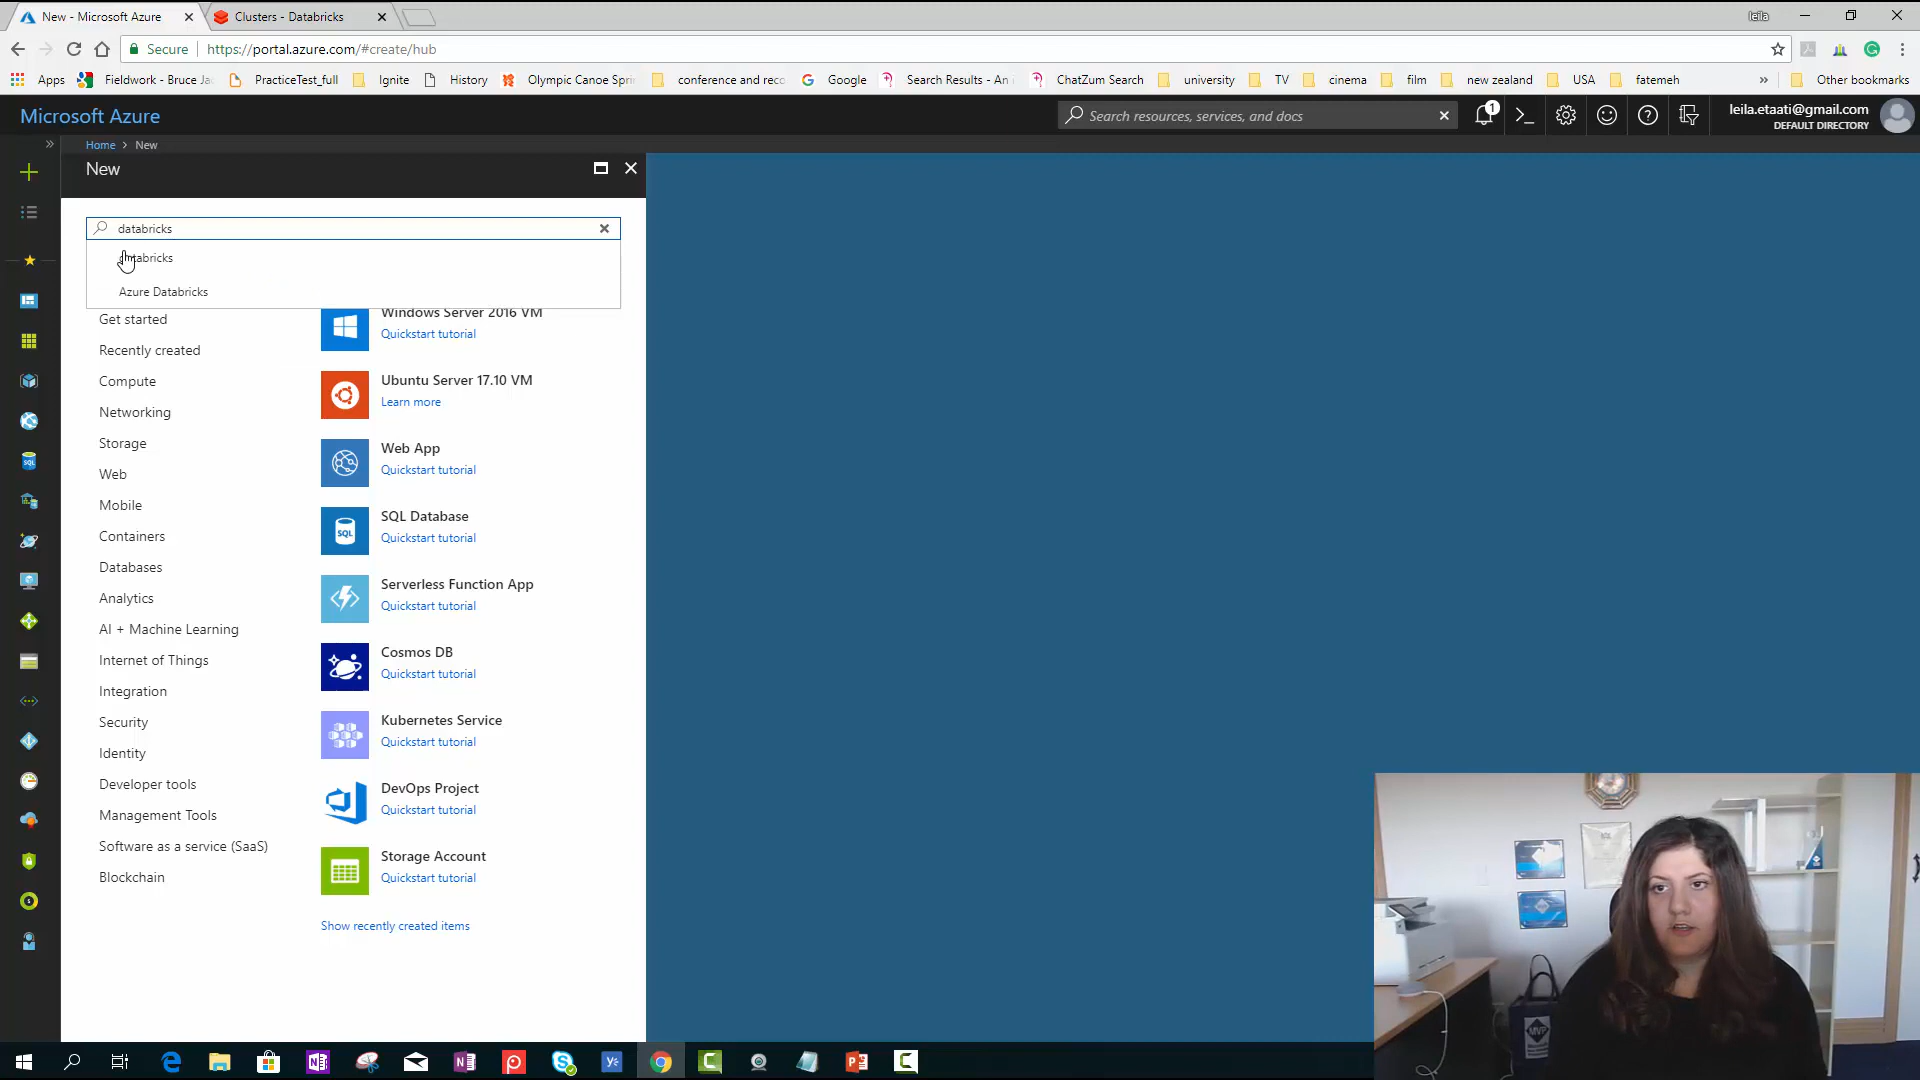 New - Microsoft Azure
Clusters - Databricks
leila
Secure
https://portal.azure.com/#create/hub
Apps
Fieldwork - Bruce Ja
PracticeTest_full
Ignite
History
Olympic Canoe Sprin
conference and reco
Google
Search Results - An
ChatZum Search
university
TV
cinema
film
new zealand
USA
fatemeh
»
Other bookmarks
Microsoft Azure
Search resources, services, and docs
1
leila.etaati@gmail.com
DEFAULT DIRECTORY
Home > New
New
databricks
databricks
Azure Databricks
Get started
Recently created
Compute
Networking
Storage
Web
Mobile
Containers
Databases
Analytics
AI + Machine Learning
Internet of Things
Integration
Security
Identity
Developer tools
Management Tools
Software as a service (SaaS)
Blockchain
Windows Server 2016 VM
Quickstart tutorial
Ubuntu Server 17.10 VM
Learn more
Web App
Quickstart tutorial
SQL
SQL Database
Quickstart tutorial
Serverless Function App
Quickstart tutorial
Cosmos DB
Quickstart tutorial
Kubernetes Service
Quickstart tutorial
DevOps Project
Quickstart tutorial
Storage Account
Quickstart tutorial
Show recently created items
MVP